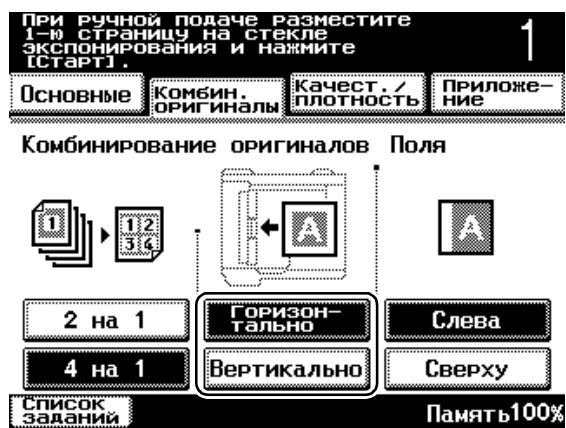 При ручной подаче разместите
1-ю страницу на стекле
экспонирования и нажмите
[Старт].
1
Основные
Комбин.
оригиналы
Качест./
плотность
Приложе-
ние
Комбинирование оригиналов
Поля
1
1 2
3 4
A
A
2 на 1
Горизон-
тально
Слева
4 на 1
Вертикально
Сверху
Список
заданий
Память100%